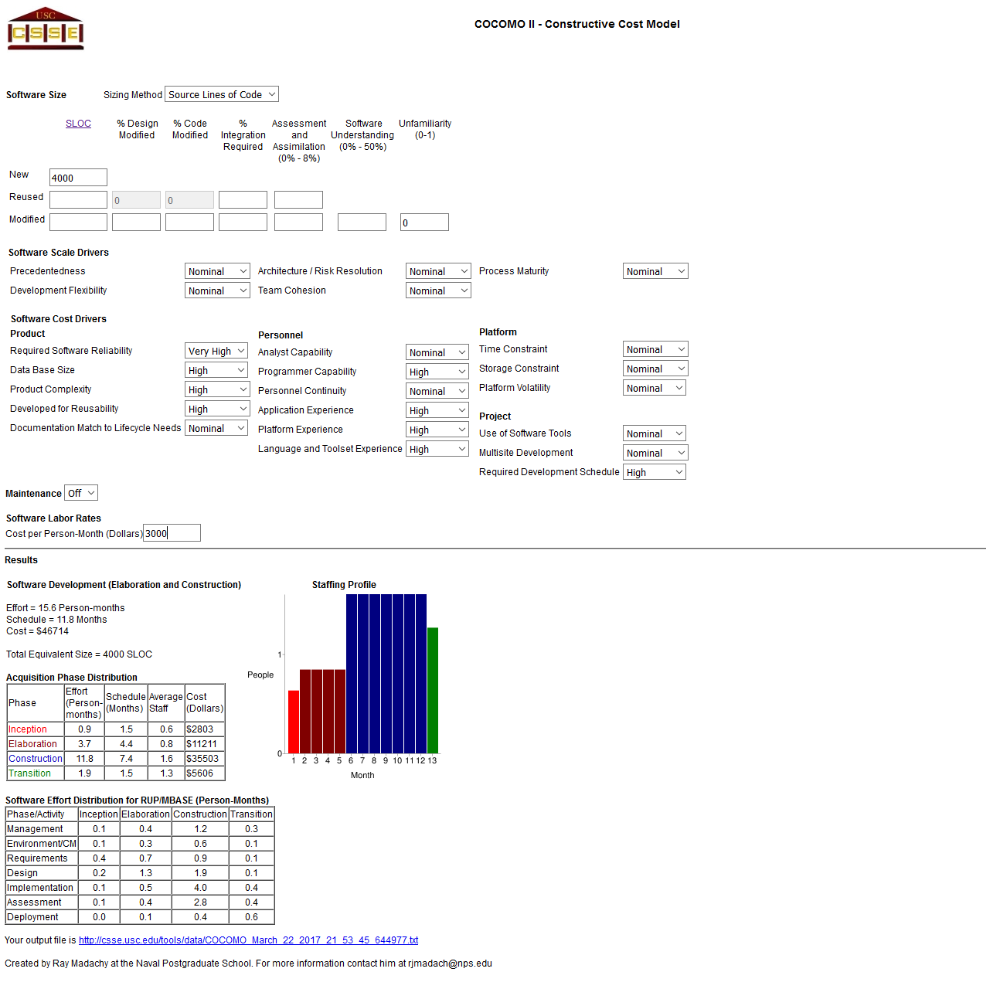 USC
CSSE
COCOMO II - Constructive Cost Model
Software Size Sizing Method Source Lines of Code
SLOC % Design Modified % Code Modified % Integration Required Assessment and Assimilation (0% - 8%) Software Understanding (0% - 50%) Unfamiliarity (0-1)
New 4000
Reused 0 0
Modified 0
Software Scale Drivers
Precedentedness Nominal Architecture / Risk Resolution Nominal Process Maturity Nominal
Development Flexibility Nominal Team Cohesion Nominal
Software Cost Drivers
Product
Required Software Reliability Very High
Data Base Size High
Product Complexity High
Developed for Reusability High
Documentation Match to Lifecycle Needs Nominal
Personnel
Analyst Capability Nominal
Programmer Capability High
Personnel Continuity Nominal
Application Experience High
Platform Experience High
Language and Toolset Experience High
Platform
Time Constraint Nominal
Storage Constraint Nominal
Platform Volatility Nominal
Project
Use of Software Tools Nominal
Multisite Development Nominal
Required Development Schedule High
Maintenance Off
Software Labor Rates
Cost per Person-Month (Dollars) 3000
Results
Software Development (Elaboration and Construction)
Effort = 15.6 Person-months
Schedule = 11.8 Months
Cost = $46714
Total Equivalent Size = 4000 SLOC
Acquisition Phase Distribution
Phase Effort (Person-months) Schedule (Months) Average Staff Cost (Dollars)
Inception 0.9 1.5 0.6 $2803
Elaboration 3.7 4.4 0.8 $11211
Construction 11.8 7.4 1.6 $35503
Transition 1.9 1.5 1.3 $5606
Staffing Profile
1
People
0
1 2 3 4 5 6 7 8 9 10 11 12 13
Month
Software Effort Distribution for RUP/MBASE (Person-Months)
Phase/Activity Inception Elaboration Construction Transition
Management 0.1 0.4 1.2 0.3
Environment/CM 0.1 0.3 0.6 0.1
Requirements 0.4 0.7 0.9 0.1
Design 0.2 1.3 1.9 0.1
Implementation 0.1 0.5 4.0 0.4
Assessment 0.1 0.4 2.8 0.4
Deployment 0.0 0.1 0.4 0.6
Your output file is http://csse.usc.edu/tools/data/COCOMO_March_22_2017_21_53_45_644977.txt
Created by Ray Madachy at the Naval Postgraduate School. For more information contact him at rjmadach@nps.edu